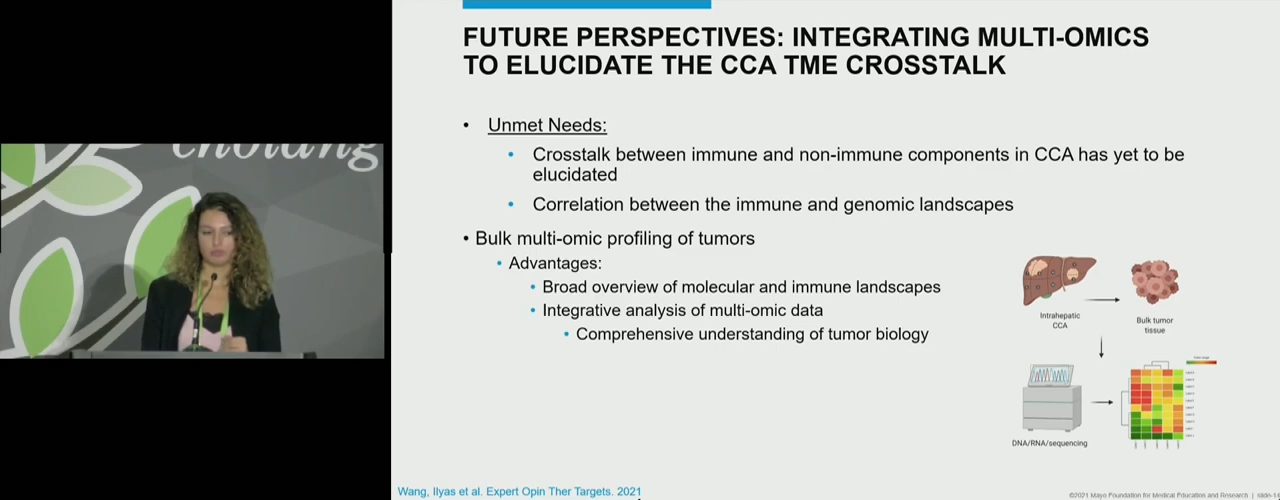 cholang
FUTURE PERSPECTIVES: INTEGRATING MULTI-OMICS
TO ELUCIDATE THE CCA TME CROSSTALK
• Unmet Needs:
• Crosstalk between immune and non-immune components in CCA has yet to be
elucidated
• Correlation between the immune and genomic landscapes
• Bulk multi-omic profiling of tumors
• Advantages:
• Broad overview of molecular and immune landscapes
• Integrative analysis of multi-omic data
• Comprehensive understanding of tumor biology
Intrahepatic
CCA
Bulk tumor
tissue
DNA/RNA/sequencing
Wang, Ilyas et al. Expert Opin Ther Targets. 2021
©2021 Mayo Foundation for Medical Education and Research |